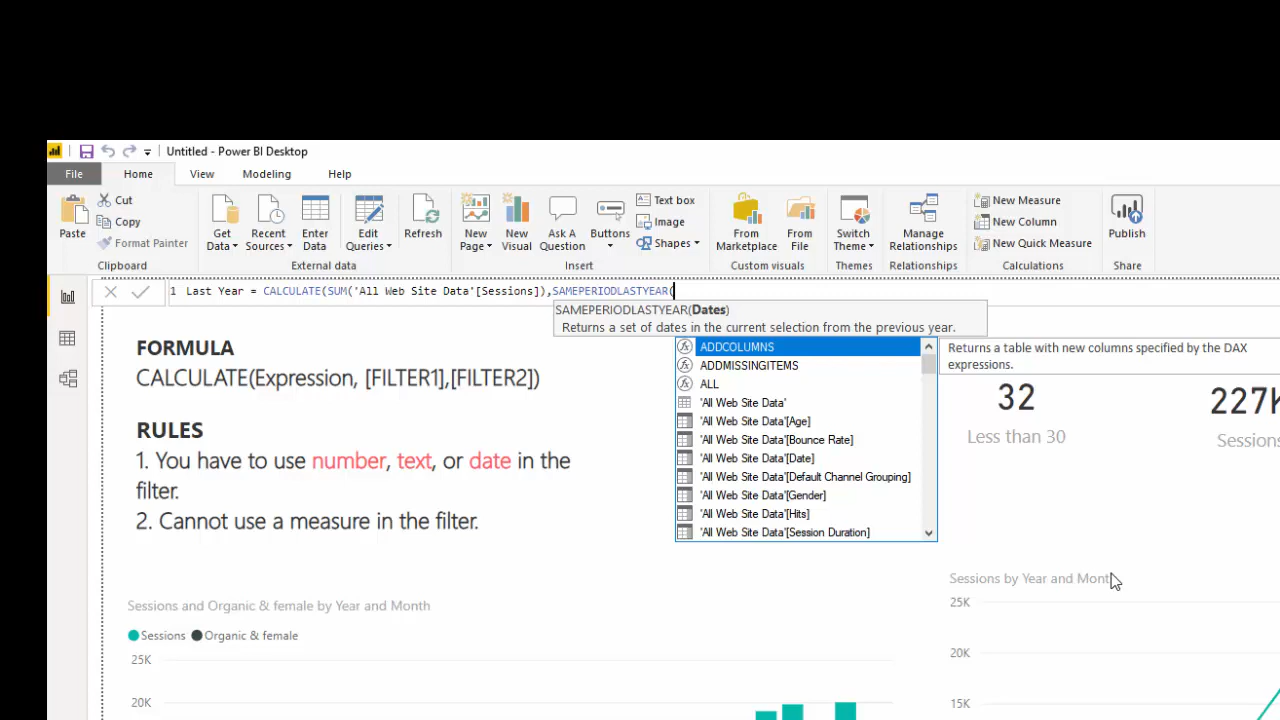 Untitled - Power BI Desktop
File Home View Modeling Help
Paste
Cut
Copy
Format Painter
Clipboard
Get Data
Recent Sources
Enter Data
Edit Queries
Refresh
External data
New Page
New Visual
Ask A Question
Buttons
Text box
Image
Shapes
Insert
From Marketplace
From File
Custom visuals
Switch Theme
Themes
Manage Relationships
Relationships
New Measure
New Column
New Quick Measure
Calculations
Publish
Share
1 Last Year = CALCULATE(SUM('All Web Site Data'[Sessions]),SAMEPERIODLASTYEAR(
SAMEPERIODLASTYEAR(Dates)
Returns a set of dates in the current selection from the previous year.
ADDCOLUMNS
ADDMISSINGITEMS
ALL
'All Web Site Data'
'All Web Site Data'[Age]
'All Web Site Data'[Bounce Rate]
'All Web Site Data'[Date]
'All Web Site Data'[Default Channel Grouping]
'All Web Site Data'[Gender]
'All Web Site Data'[Hits]
'All Web Site Data'[Session Duration]
Returns a table with new columns specified by the DAX
expressions.
FORMULA
CALCULATE(Expression, [FILTER1],[FILTER2])
RULES
1. You have to use number, text, or date in the
filter.
2. Cannot use a measure in the filter.
32
Less than 30
227K
Sessions
Sessions and Organic & female by Year and Month
Sessions Organic & female
25K
20K
Sessions by Year and Month
25K
20K
15K